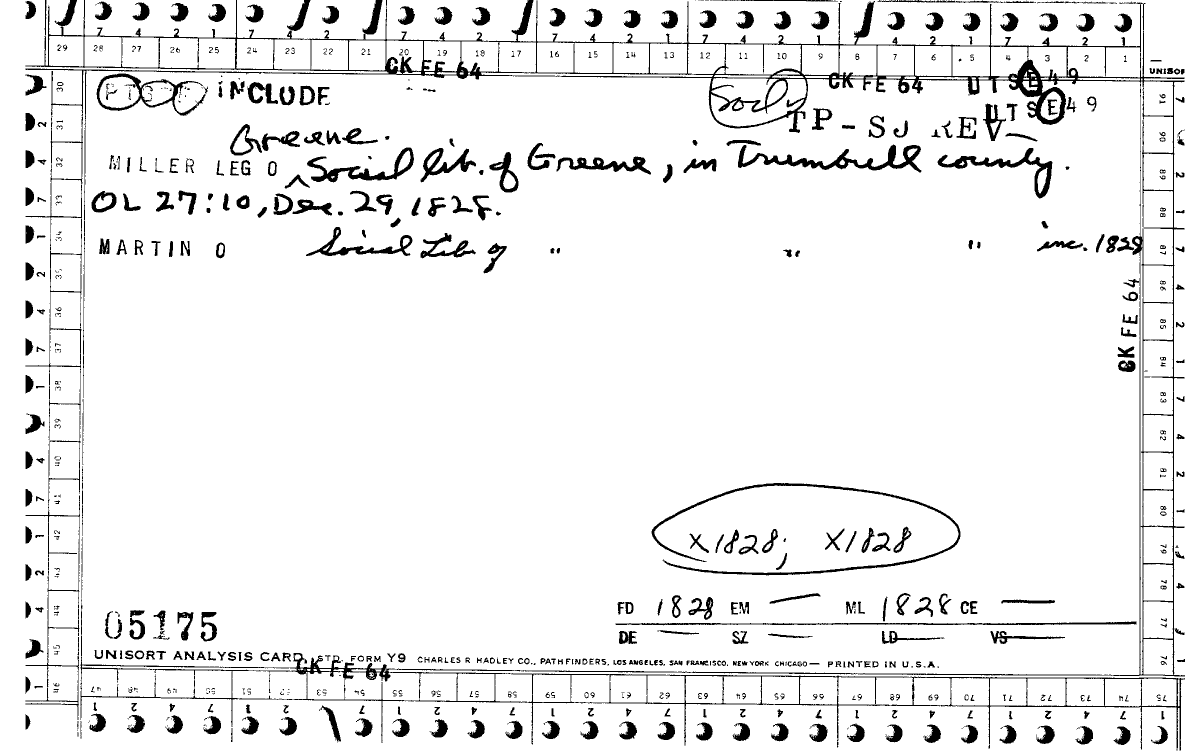 7 4 2 1 7 4 2 1 7 4 2 1 7 4 2 1 7 4 2 1 7 4 2 1
29 28 27 26 25 24 23 22 21 20 19 18 17 16 15 14 13 12 11 10 9 8 7 6 5 4 3 2 1
CK FE 64
INCLUDE
CK FE 64 UTSE49
UTSE49
TP-SJ REV
UNISOR
Greene.
MILLER LEG O ^ Social lib. of Greene, in Trumbull county.
OL 27:10, Dec. 29, 1828.
MARTIN O Social Lib. of " " " inc. 1828
CK FE 64
X1828; X1828
FD 1828 EM — ML 1828 CE —
DE — SZ — LD — VS —
05175
UNISORT ANALYSIS CARD STD. FORM Y9 CHARLES R HADLEY CO., PATHFINDERS, LOS ANGELES, SAN FRANCISCO, NEW YORK CHICAGO — PRINTED IN U.S.A.
CK FE 64
47 48 49 50 51 52 53 54 55 56 57 58 59 60 61 62 63 64 65 66 67 68 69 70 71 72 73 74 75
30 31 32 33 34 35 36 37 38 39 40 41 42 43 44 45 46
91 90 89 88 87 86 85 84 83 82 81 80 79 78 77 76